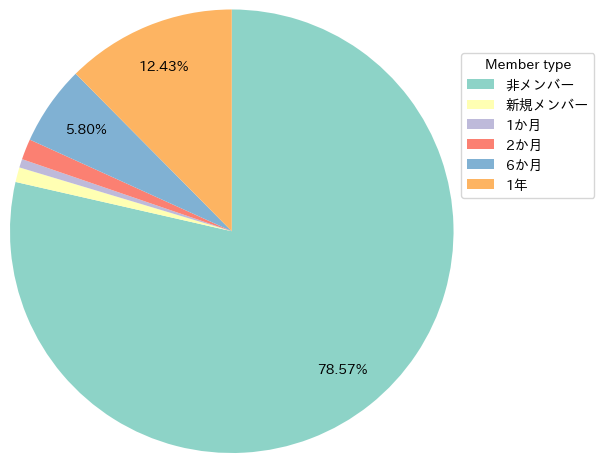 12.43%
5.80%
78.57%
Member type
非メンバー
新規メンバー
1か月
2か月
6か月
1年